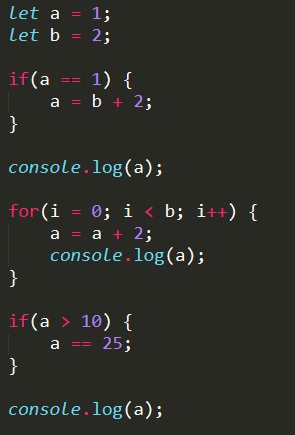 let a = 1;
let b = 2;

if(a == 1) {
    a = b + 2;
}

console.log(a);

for(i = 0; i < b; i++) {
    a = a + 2;
    console.log(a);
}

if(a > 10) {
    a == 25;
}

console.log(a);